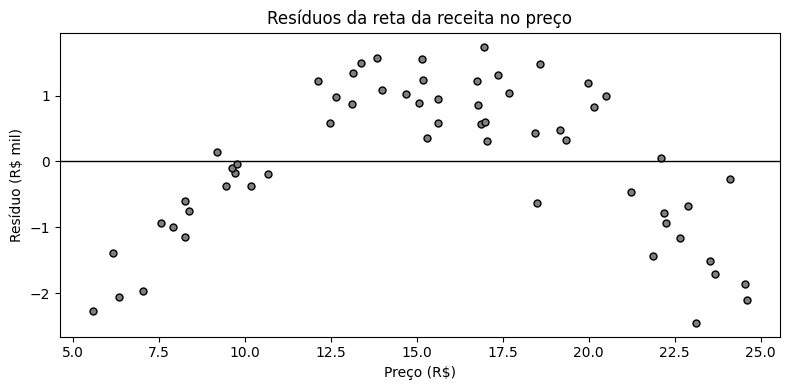 Resíduos da reta da receita no preço
Resíduo (R$ mil)
1
0
−1
−2
5.0 7.5 10.0 12.5 15.0 17.5 20.0 22.5 25.0
Preço (R$)